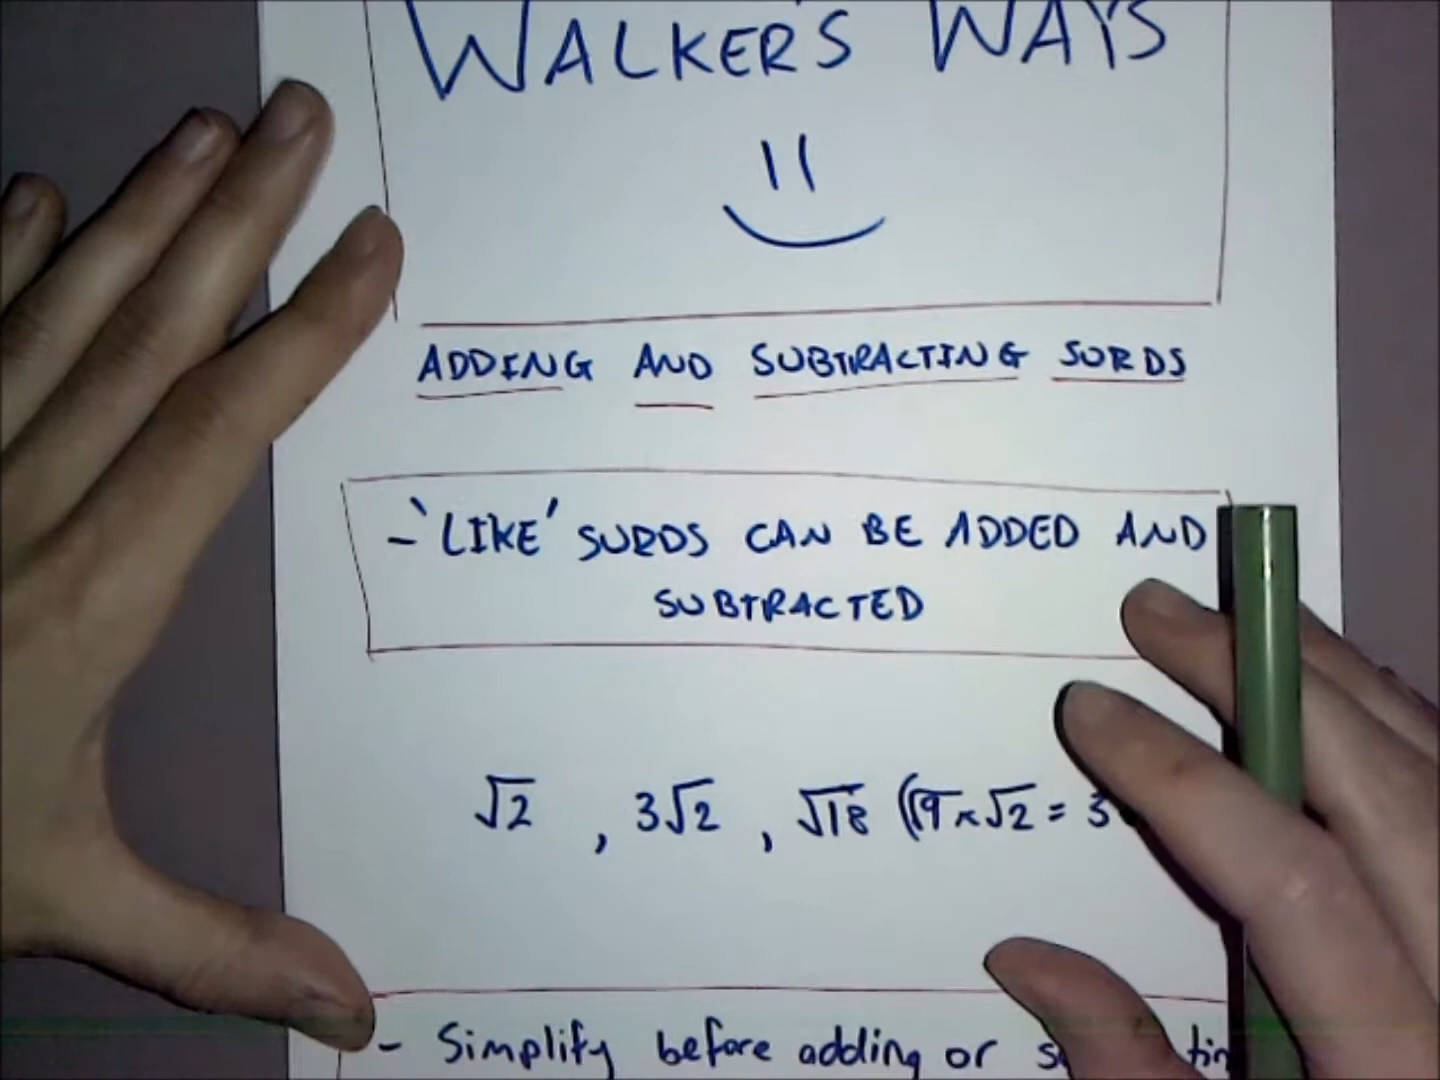 WALKER'S WAYS
ADDING AND SUBTRACTING SURDS
-'LIKE' SURDS CAN BE ADDED AND
SUBTRACTED
√2 , 3√2 , √18 (√9 × √2 = 3
- Simplify before adding or